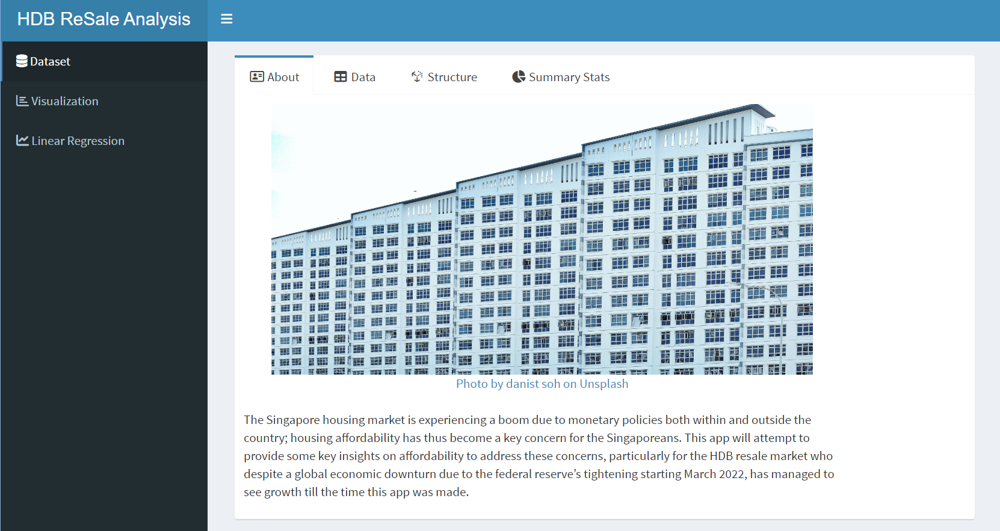 HDB ReSale Analysis
Dataset
Visualization
Linear Regression
About
Data
Structure
Summary Stats
Photo by danist soh on Unsplash
The Singapore housing market is experiencing a boom due to monetary policies both within and outside the
country; housing affordability has thus become a key concern for the Singaporeans. This app will attempt to
provide some key insights on affordability to address these concerns, particularly for the HDB resale market who
despite a global economic downturn due to the federal reserve’s tightening starting March 2022, has managed to
see growth till the time this app was made.